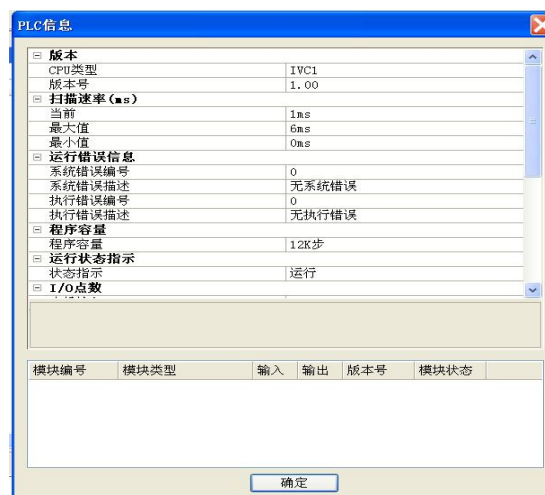 PLC信息
版本
CPU类型 IVC1
版本号 1.00
扫描速率(ms)
当前 1ms
最大值 6ms
最小值 0ms
运行错误信息
系统错误编号 0
系统错误描述 无系统错误
执行错误编号 0
执行错误描述 无执行错误
程序容量
程序容量 12K步
运行状态指示
状态指示 运行
I/O点数
模块编号 模块类型 输入 输出 版本号 模块状态
确定